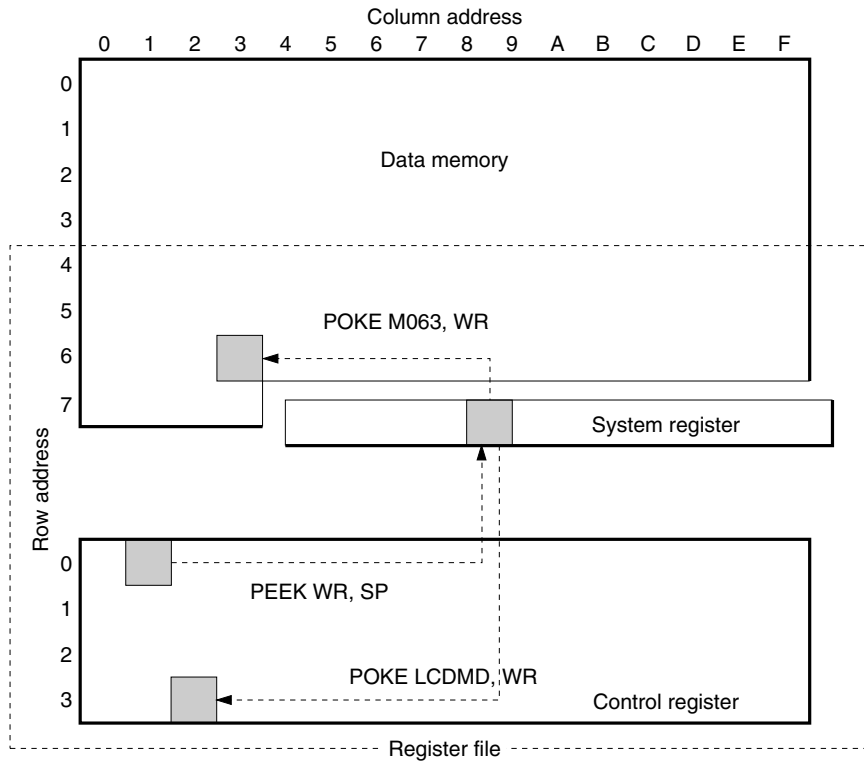 Column address
0 1 2 3 4 5 6 7 8 9 A B C D E F
0
1
2
Data memory
3
4
5
POKE M063, WR
6
7
System register
Row address
0
PEEK WR, SP
1
2
POKE LCDMD, WR
3
Control register
Register file